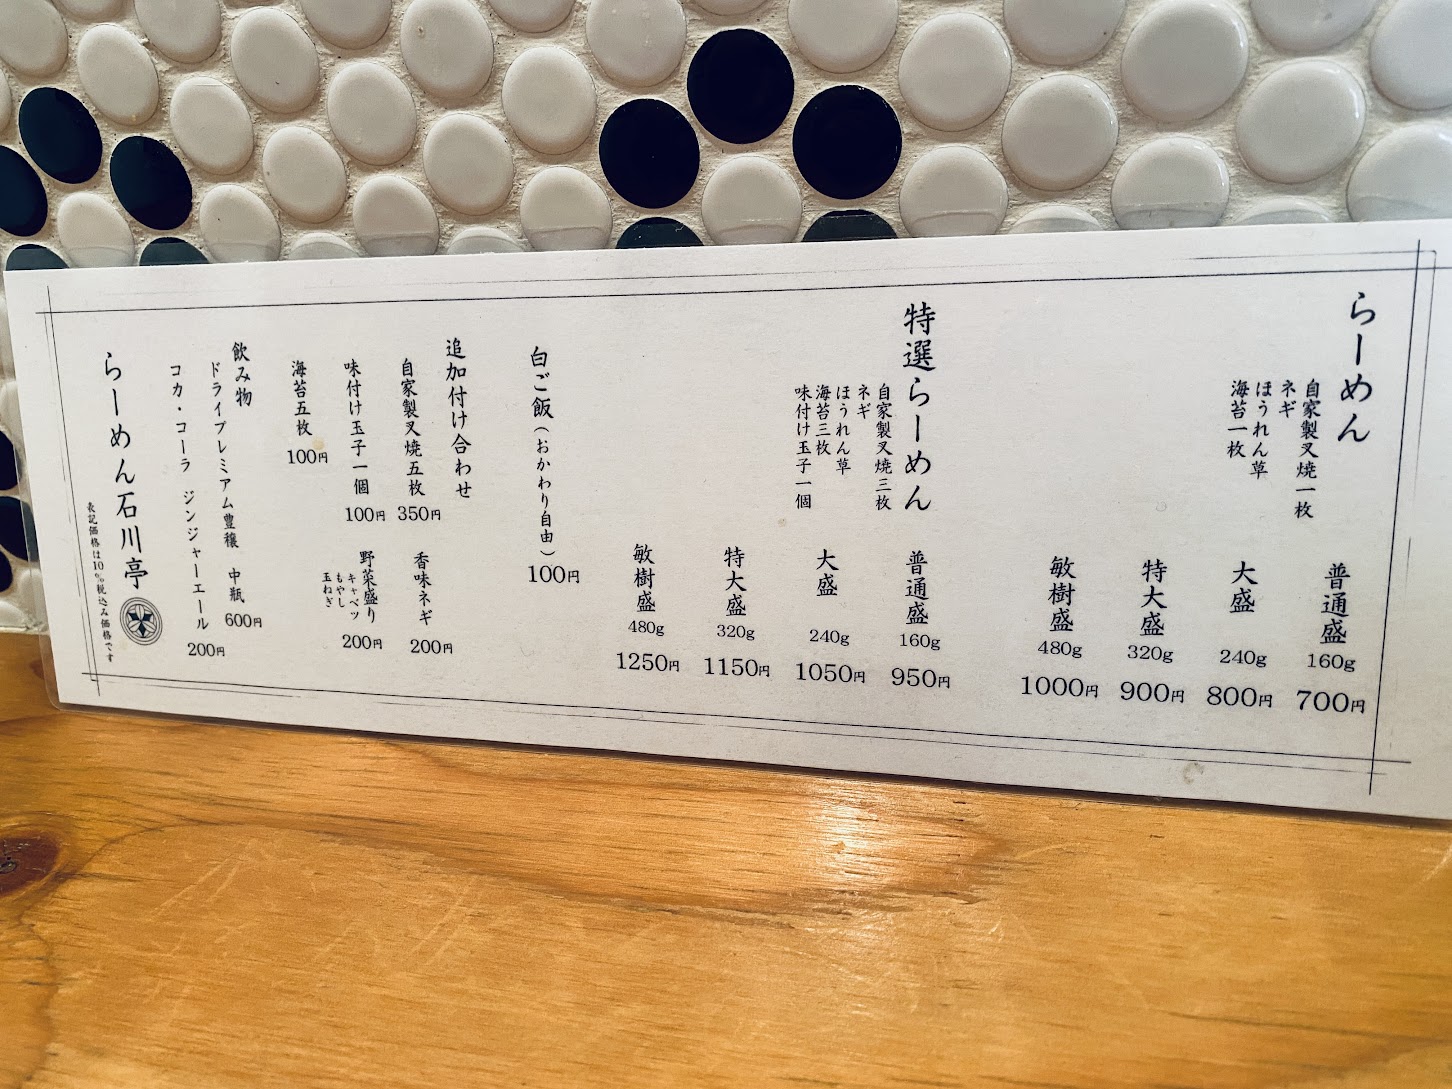 らーめん
自家製叉焼一枚
ネギ
ほうれん草
海苔一枚
普通盛 160g 700円
大盛 240g 800円
特大盛 320g 900円
敏樹盛 480g 1000円
特選らーめん
自家製叉焼三枚
ネギ
ほうれん草
海苔三枚
味付け玉子一個
普通盛 160g 950円
大盛 240g 1050円
特大盛 320g 1150円
敏樹盛 480g 1250円
白ご飯(おかわり自由) 100円
追加付け合わせ
自家製叉焼五枚 350円
香味ネギ 200円
味付け玉子一個 100円
野菜盛り 200円
キャベツ
もやし
玉ねぎ
海苔五枚 100円
飲み物
ドライプレミアム豊穣 中瓶 600円
コカ・コーラ ジンジャーエール 200円
らーめん石川亭
表記価格は10%税込み価格です